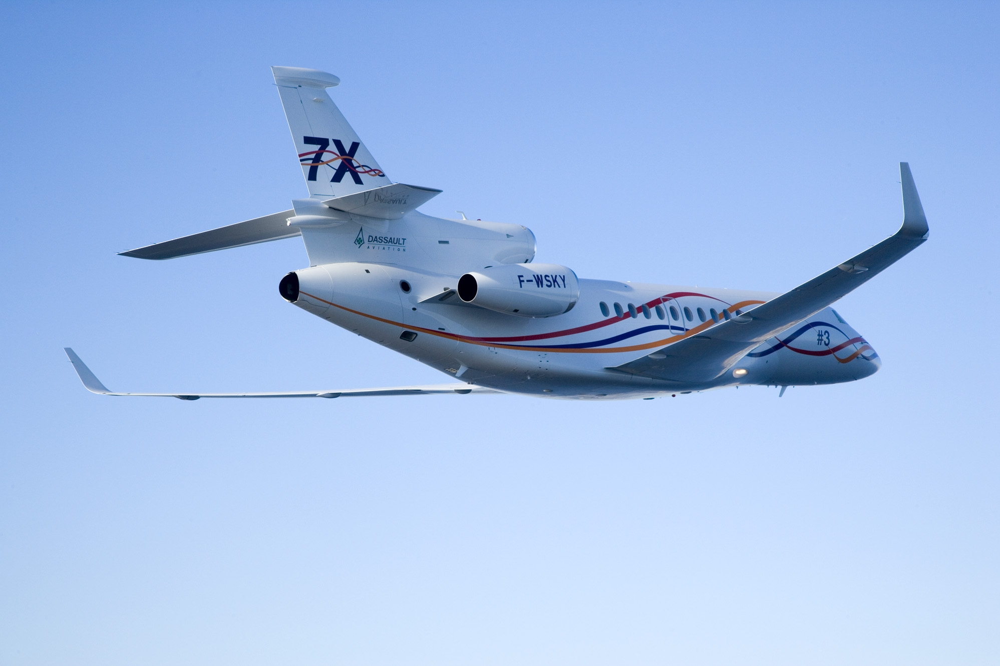 7X
DASSAULT
AVIATION
F-WSKY
#3